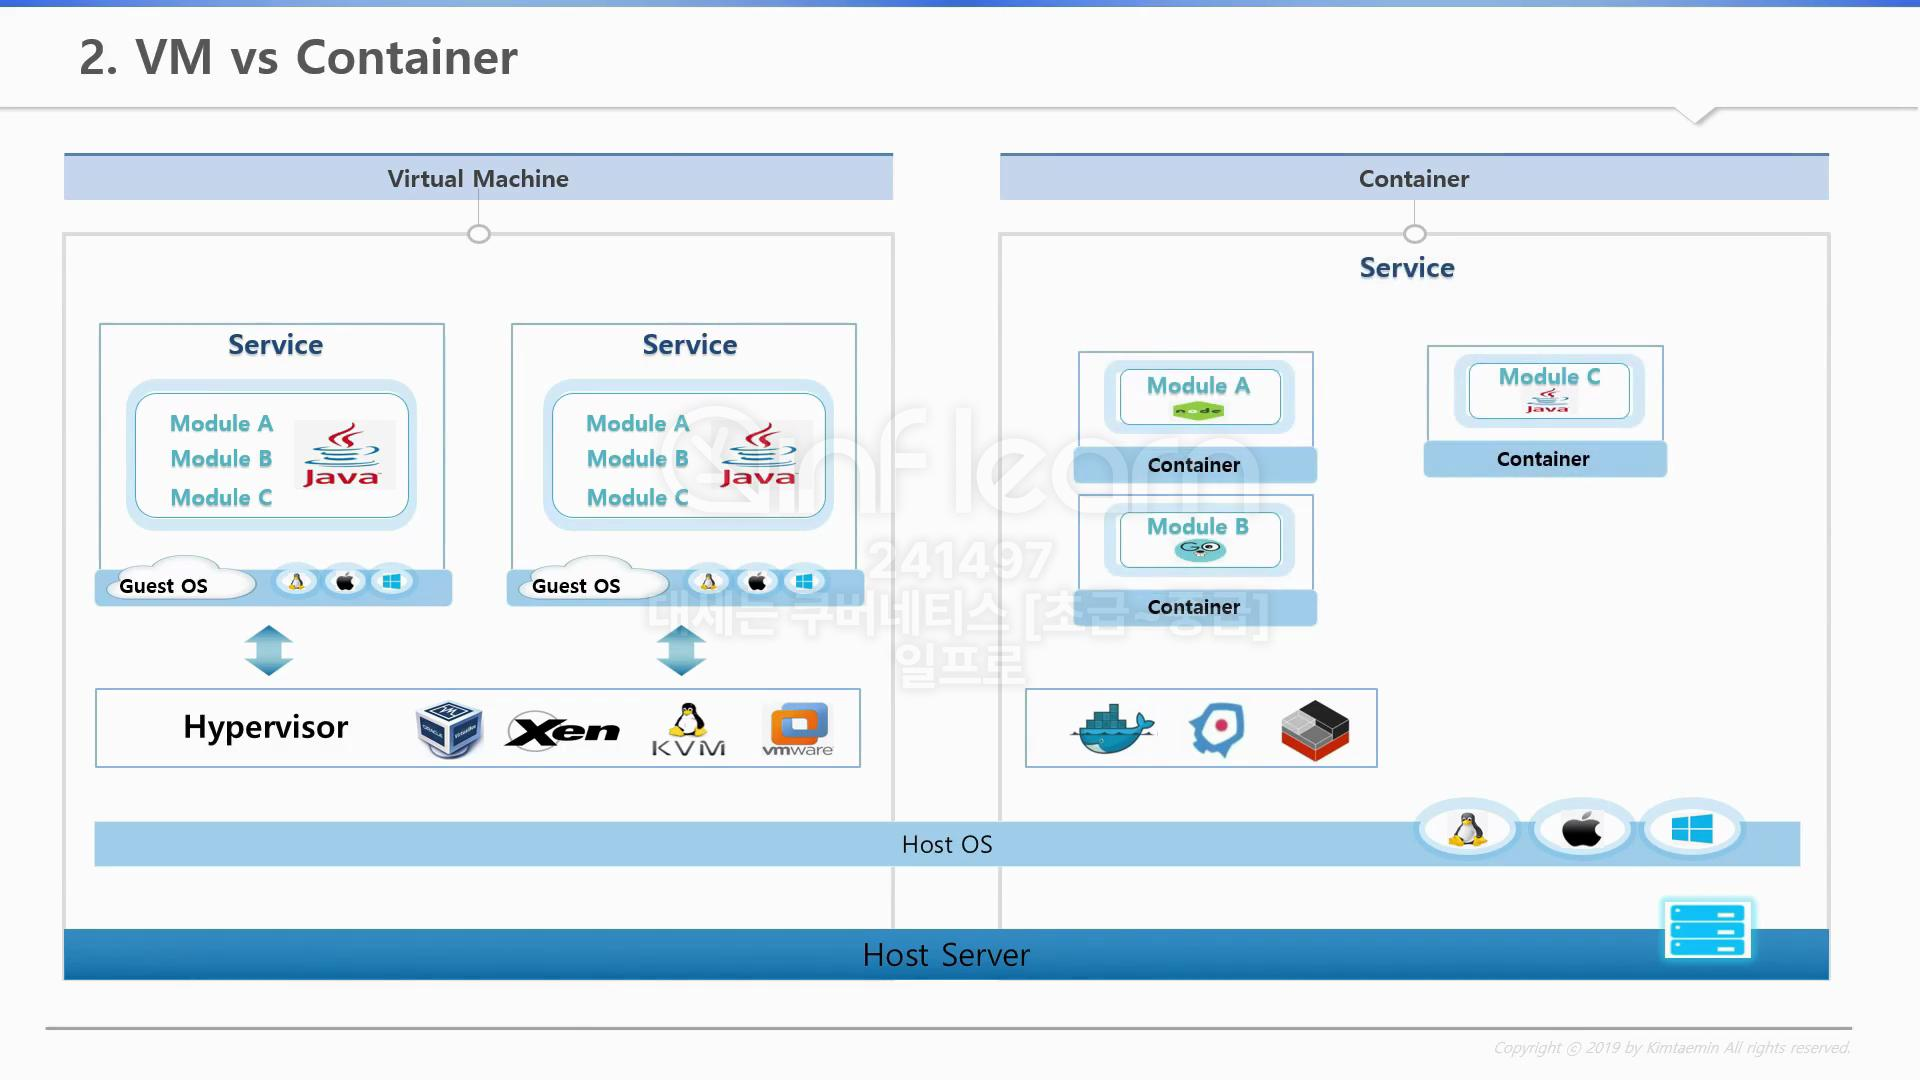 2. VM vs Container
Virtual Machine
Container
Service
Service
Service
Module A
Module B
Module C
Java
Module A
Module B
Module C
Java
Module A
node
Container
Module B
GO
Container
Module C
Java
Container
Guest OS
Guest OS
inflearn
241497
대세는 쿠버네티스 [초급~중급]
일프로
Hypervisor
ORACLE
VirtualBox
Xen
KVM
vmware
Host OS
Host Server
Copyright ⓒ 2019 by Kimtaemin All rights reserved.